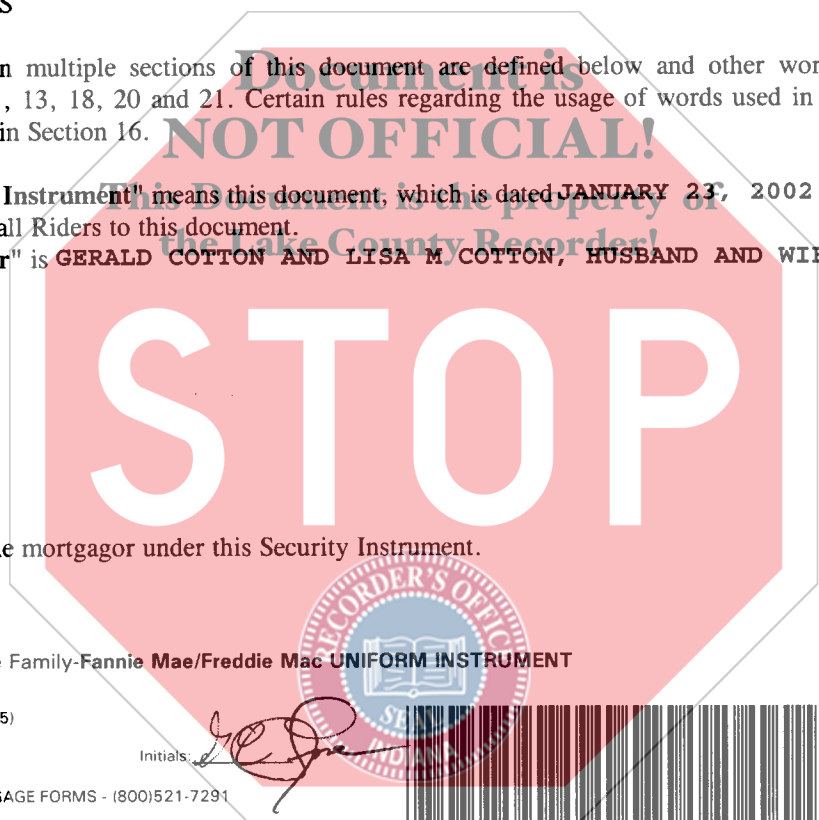 S
n multiple sections of this document are defined below and other wor
, 13, 18, 20 and 21. Certain rules regarding the usage of words used in
in Section 16.
Instrument" means this document, which is dated JANUARY 23, 2002
all Riders to this document.
r" is GERALD COTTON AND LISA M COTTON, HUSBAND AND WIF
Document is
NOT OFFICIAL!
This Document is the property of
the Lake County Recorder!
STOP
e mortgagor under this Security Instrument.
RECORDER'S OFFICE
SEAL
INDIANA
e Family-Fannie Mae/Freddie Mac UNIFORM INSTRUMENT
5)
Initials:
GAGE FORMS - (800)521-7291